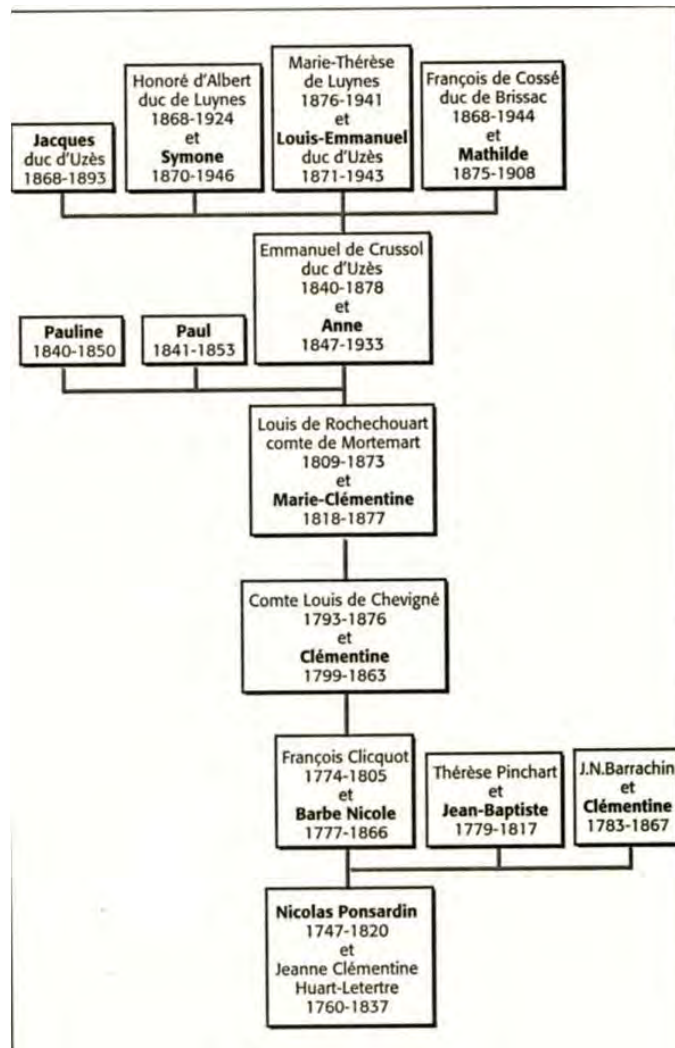 Jacques
duc d'Uzès
1868-1893
Honoré d'Albert
duc de Luynes
1868-1924
et
Symone
1870-1946
Marie-Thérèse
de Luynes
1876-1941
et
Louis-Emmanuel
duc d'Uzès
1871-1943
François de Cossé
duc de Brissac
1868-1944
et
Mathilde
1875-1908
Pauline
1840-1850
Paul
1841-1853
Emmanuel de Crussol
duc d'Uzès
1840-1878
et
Anne
1847-1933
Louis de Rochechouart
comte de Mortemart
1809-1873
et
Marie-Clémentine
1818-1877
Comte Louis de Chevigné
1793-1876
et
Clémentine
1799-1863
François Clicquot
1774-1805
et
Barbe Nicole
1777-1866
Thérèse Pinchart
et
Jean-Baptiste
1779-1817
J.N.Barrachin
et
Clémentine
1783-1867
Nicolas Ponsardin
1747-1820
et
Jeanne Clémentine
Huart-Letertre
1760-1837